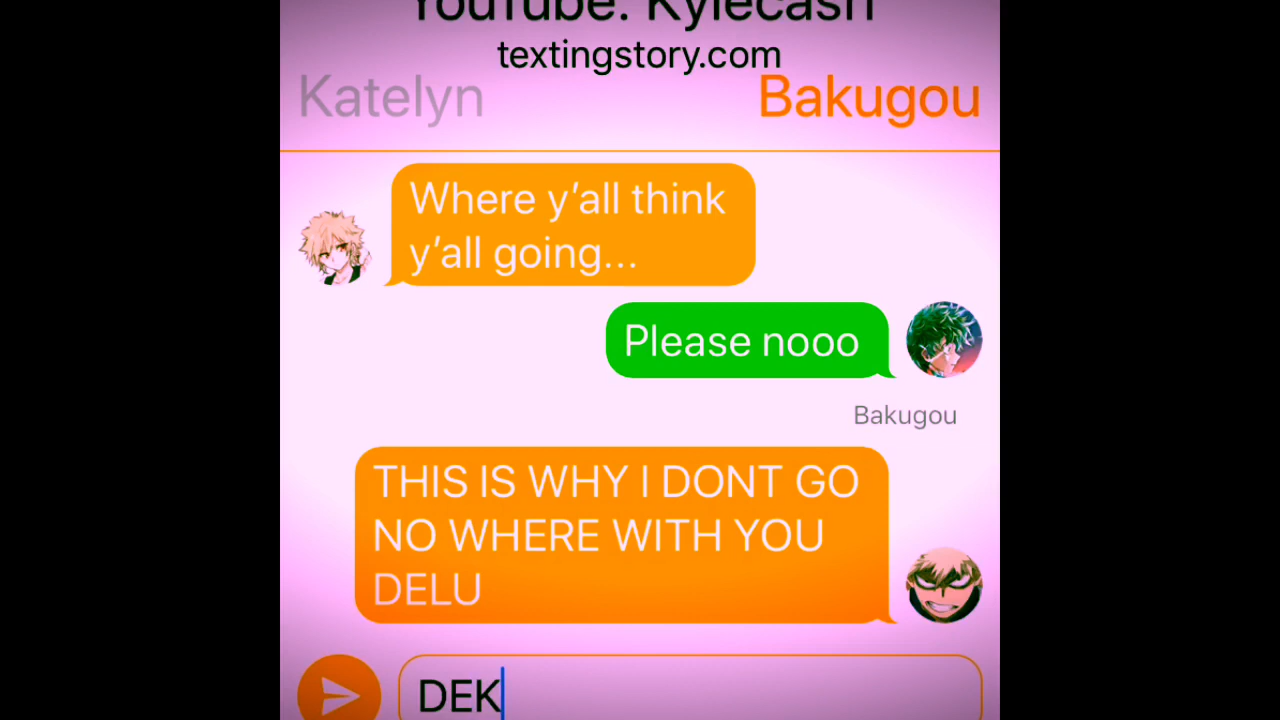 YouTube: Kylecash
textingstory.com
Katelyn
Bakugou
Where y'all think
y'all going...
Please nooo
Bakugou
THIS IS WHY I DONT GO
NO WHERE WITH YOU
DELU
DEK